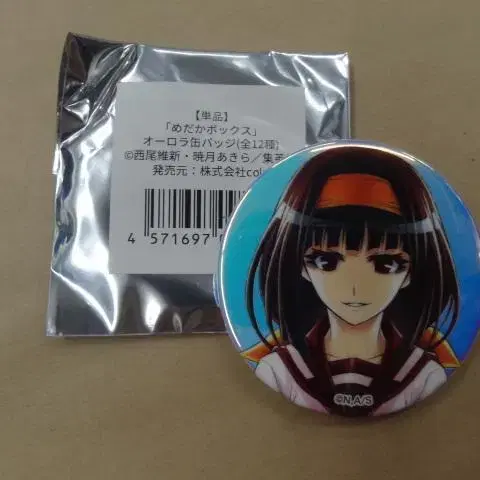 【単品】
「めだかボックス」
オーロラ缶バッジ(全12種)
©西尾維新・暁月あきら／集英
発売元：株式会社col
4 571697
©N,A/S